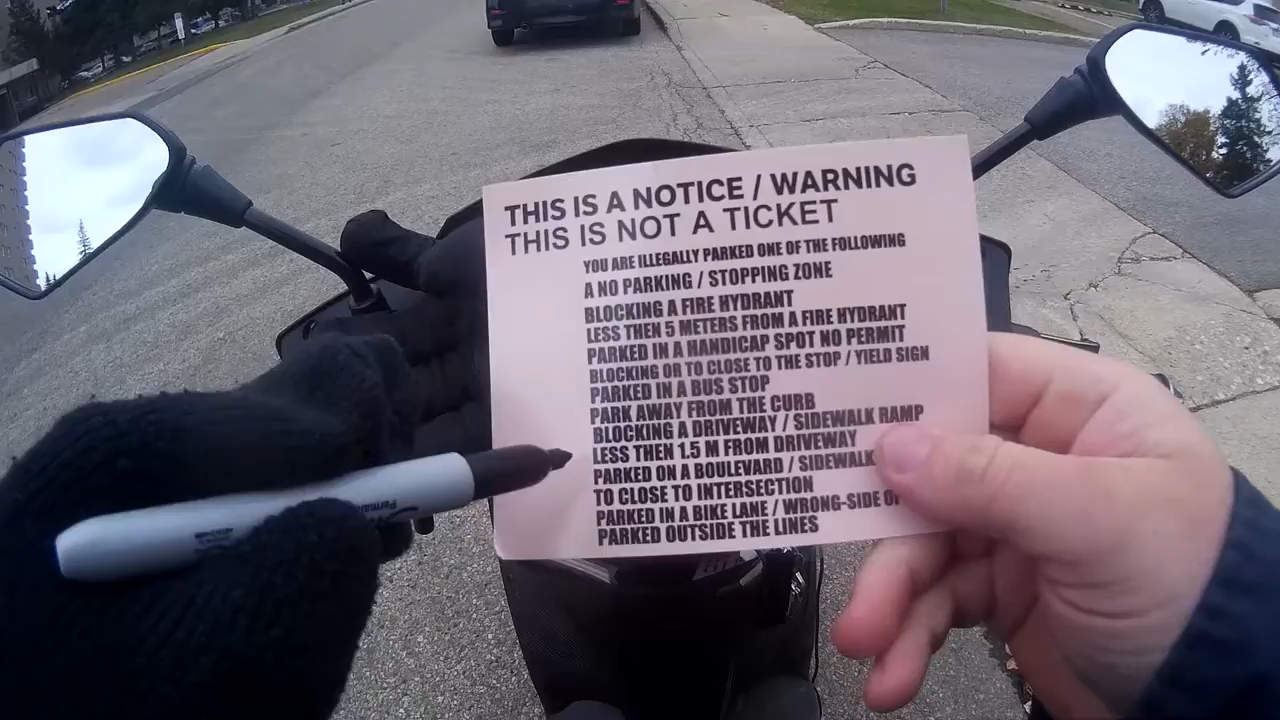 THIS IS A NOTICE / WARNING
THIS IS NOT A TICKET
YOU ARE ILLEGALLY PARKED ONE OF THE FOLLOWING
A NO PARKING / STOPPING ZONE
BLOCKING A FIRE HYDRANT
LESS THEN 5 METERS FROM A FIRE HYDRANT
PARKED IN A HANDICAP SPOT NO PERMIT
BLOCKING OR TO CLOSE TO THE STOP / YIELD SIGN
PARKED IN A BUS STOP
PARK AWAY FROM THE CURB
BLOCKING A DRIVEWAY / SIDEWALK RAMP
LESS THEN 1.5 M FROM DRIVEWAY
PARKED ON A BOULEVARD / SIDEWALK
TO CLOSE TO INTERSECTION
PARKED IN A BIKE LANE / WRONG-SIDE
PARKED OUTSIDE THE LINES